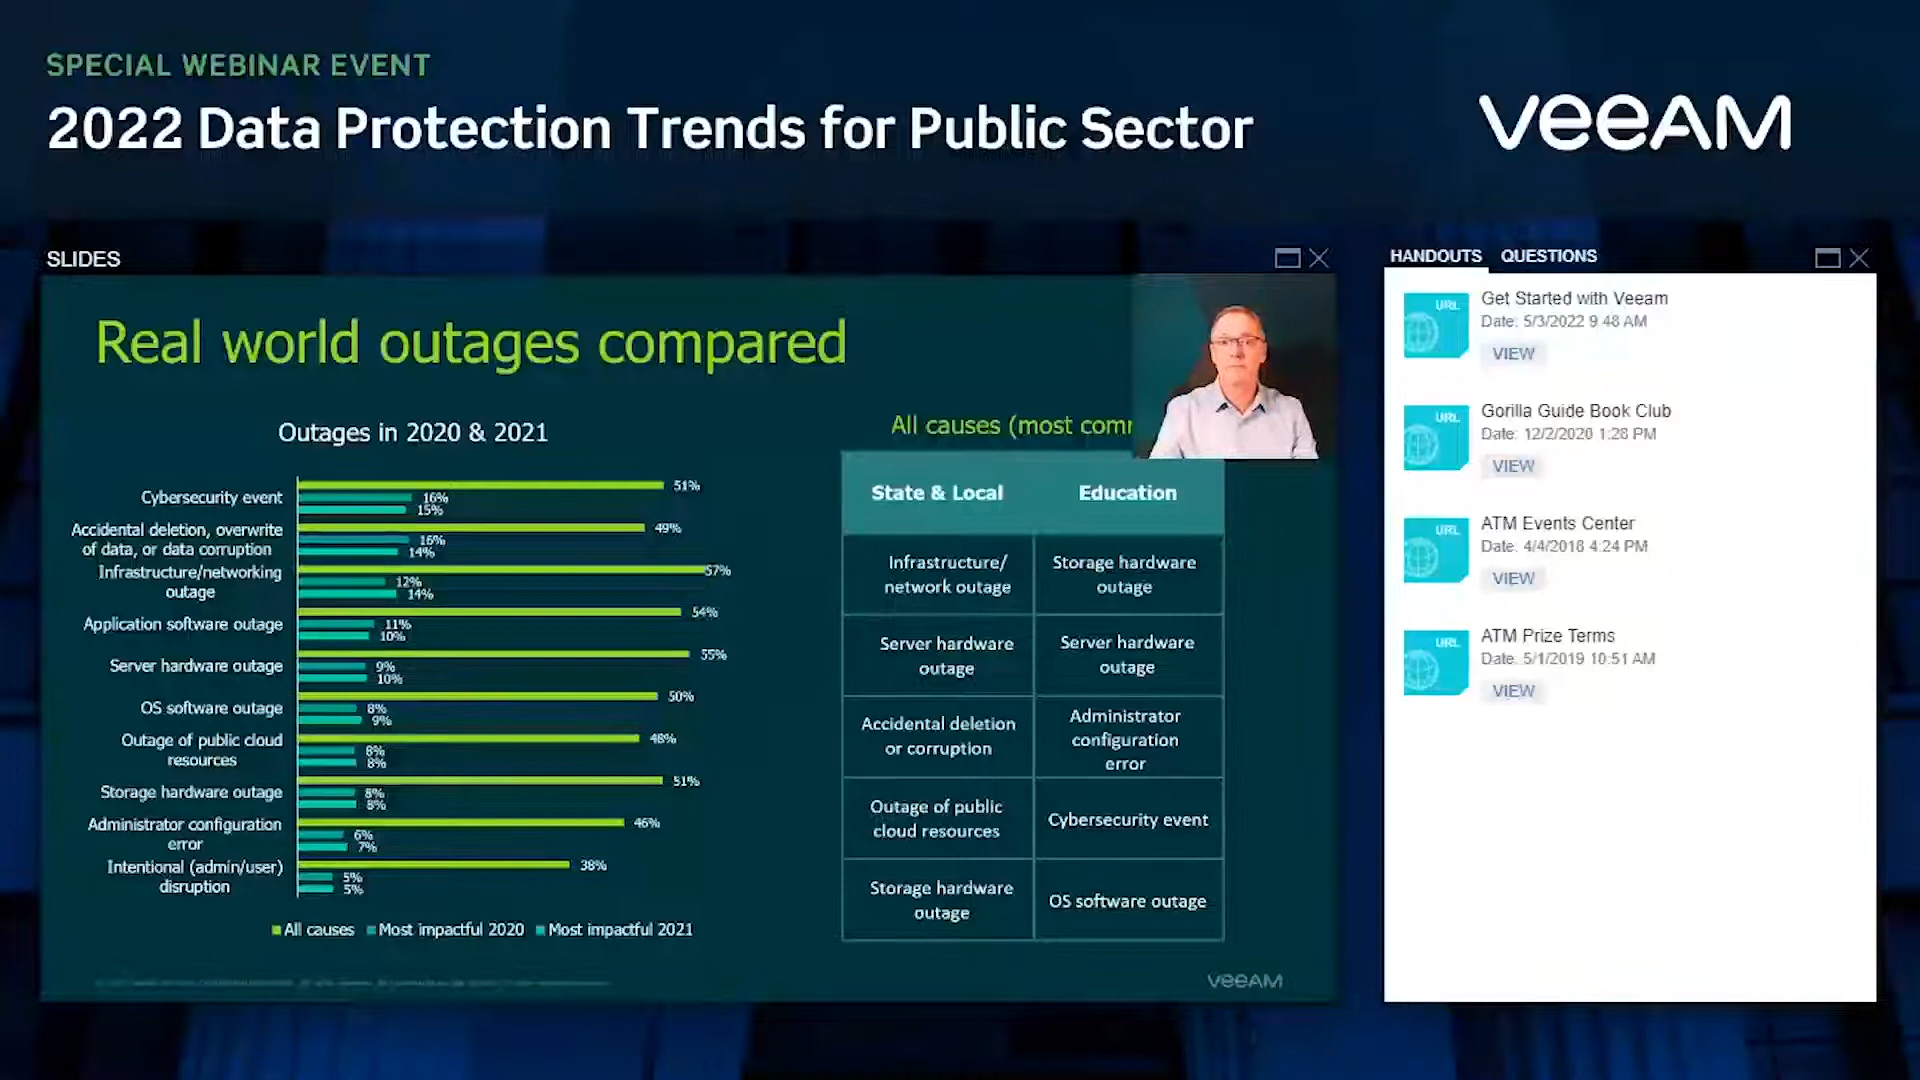 SPECIAL WEBINAR EVENT
2022 Data Protection Trends for Public Sector
veeAM
SLIDES
Real world outages compared
Outages in 2020 & 2021
Cybersecurity event
51%
16%
15%
Accidental deletion, overwrite
of data, or data corruption
49%
16%
14%
Infrastructure/networking
outage
57%
12%
14%
Application software outage
54%
11%
10%
Server hardware outage
55%
9%
10%
OS software outage
50%
8%
9%
Outage of public cloud
resources
48%
8%
8%
Storage hardware outage
51%
8%
8%
Administrator configuration
error
46%
6%
7%
Intentional (admin/user)
disruption
38%
5%
5%
All causes Most impactful 2020 Most impactful 2021
All causes (most
State & Local Education
Infrastructure/
network outage
Storage hardware
outage
Server hardware
outage
Server hardware
outage
Accidental deletion
or corruption
Administrator
configuration
error
Outage of public
cloud resources
Cybersecurity event
Storage hardware
outage
OS software outage
veeAM
HANDOUTS QUESTIONS
URL
Get Started with Veeam
Date: 5/3/2022 9:48 AM
VIEW
URL
Gorilla Guide Book Club
Date: 12/2/2020 1:28 PM
VIEW
URL
ATM Events Center
Date: 4/4/2018 4:24 PM
VIEW
URL
ATM Prize Terms
Date: 5/1/2019 10:51 AM
VIEW